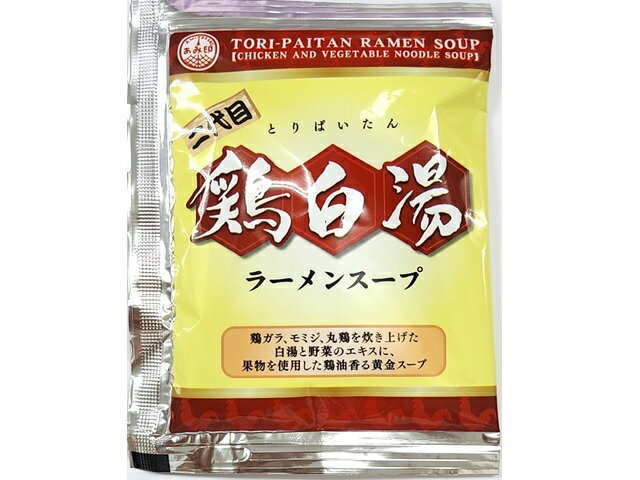 あみ印
TORI-PAITAN RAMEN SOUP
[CHICKEN AND VEGETABLE NOODLE SOUP]
二代目
とりぱいたん
鶏白湯
ラーメンスープ
鶏ガラ、モミジ、丸鶏を炊き上げた
白湯と野菜のエキスに、
果物を使用した鶏油香る黄金スープ